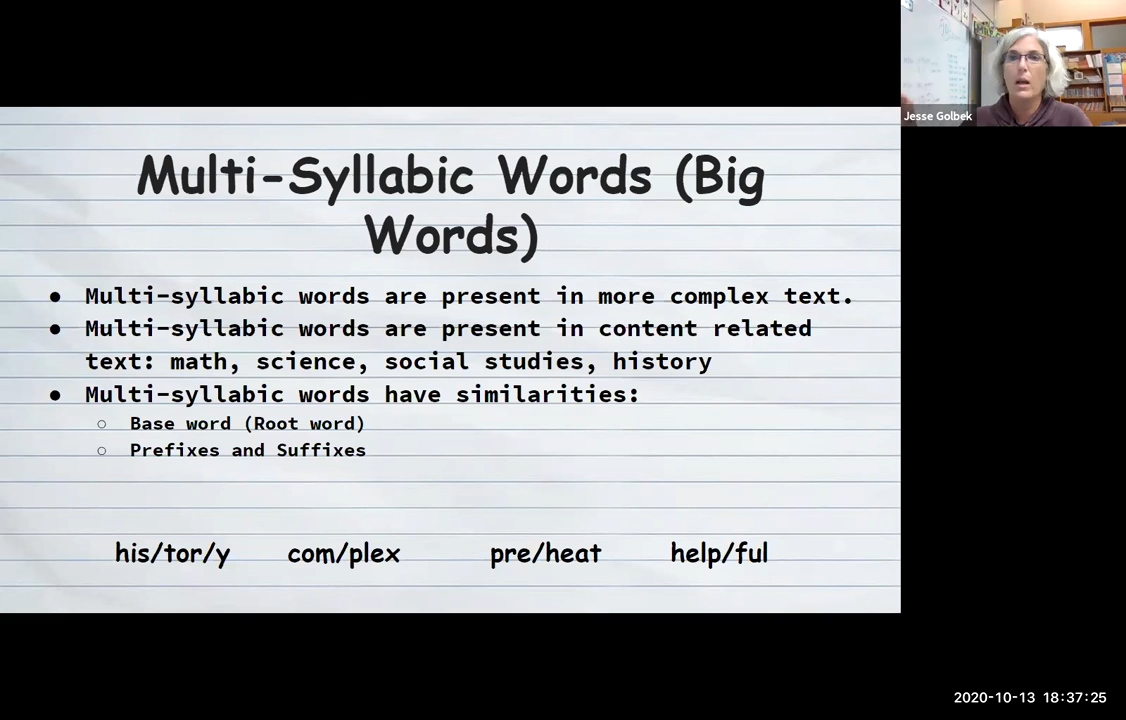 Jesse Golbek
Multi-Syllabic Words (Big
Words)
● Multi-syllabic words are present in more complex text.
● Multi-syllabic words are present in content related
text: math, science, social studies, history
● Multi-syllabic words have similarities:
○ Base word (Root word)
○ Prefixes and Suffixes
his/tor/y com/plex pre/heat help/ful
2020-10-13 18:37:25